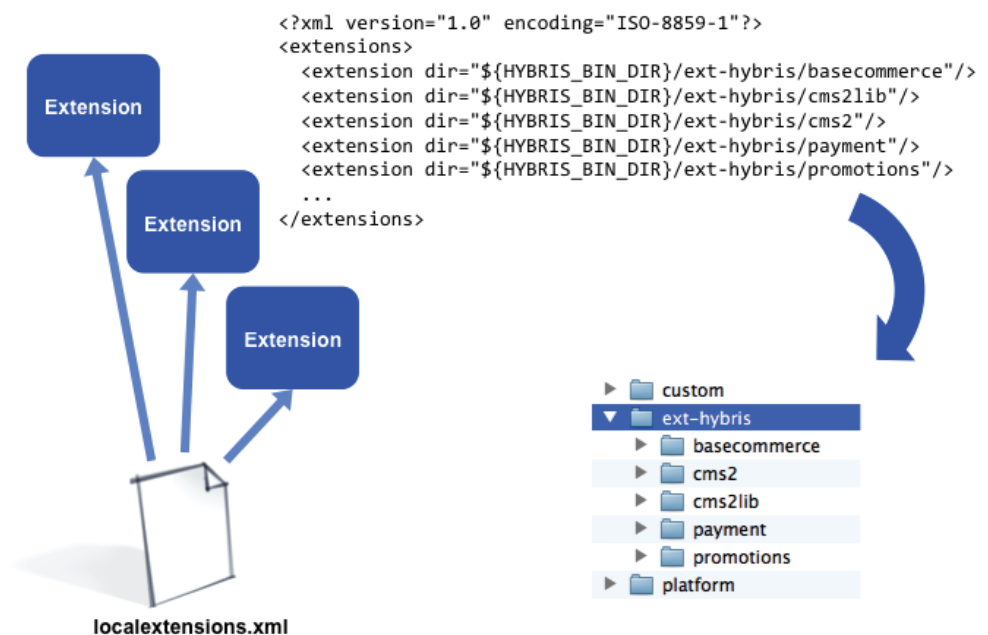 <?xml version="1.0" encoding="ISO-8859-1"?>
<extensions>
<extension dir="${HYBRIS_BIN_DIR}/ext-hybris/basecommerce"/>
<extension dir="${HYBRIS_BIN_DIR}/ext-hybris/cms2lib"/>
<extension dir="${HYBRIS_BIN_DIR}/ext-hybris/cms2"/>
<extension dir="${HYBRIS_BIN_DIR}/ext-hybris/payment"/>
<extension dir="${HYBRIS_BIN_DIR}/ext-hybris/promotions"/>
...
</extensions>
Extension
Extension
Extension
custom
ext-hybris
basecommerce
cms2
cms2lib
payment
promotions
platform
localextensions.xml